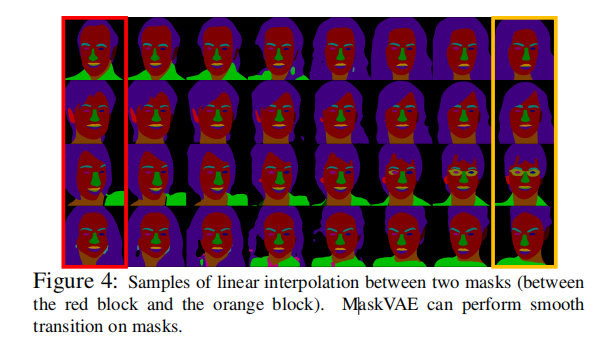 Figure 4: Samples of linear interpolation between two masks (between
the red block and the orange block). MaskVAE can perform smooth
transition on masks.